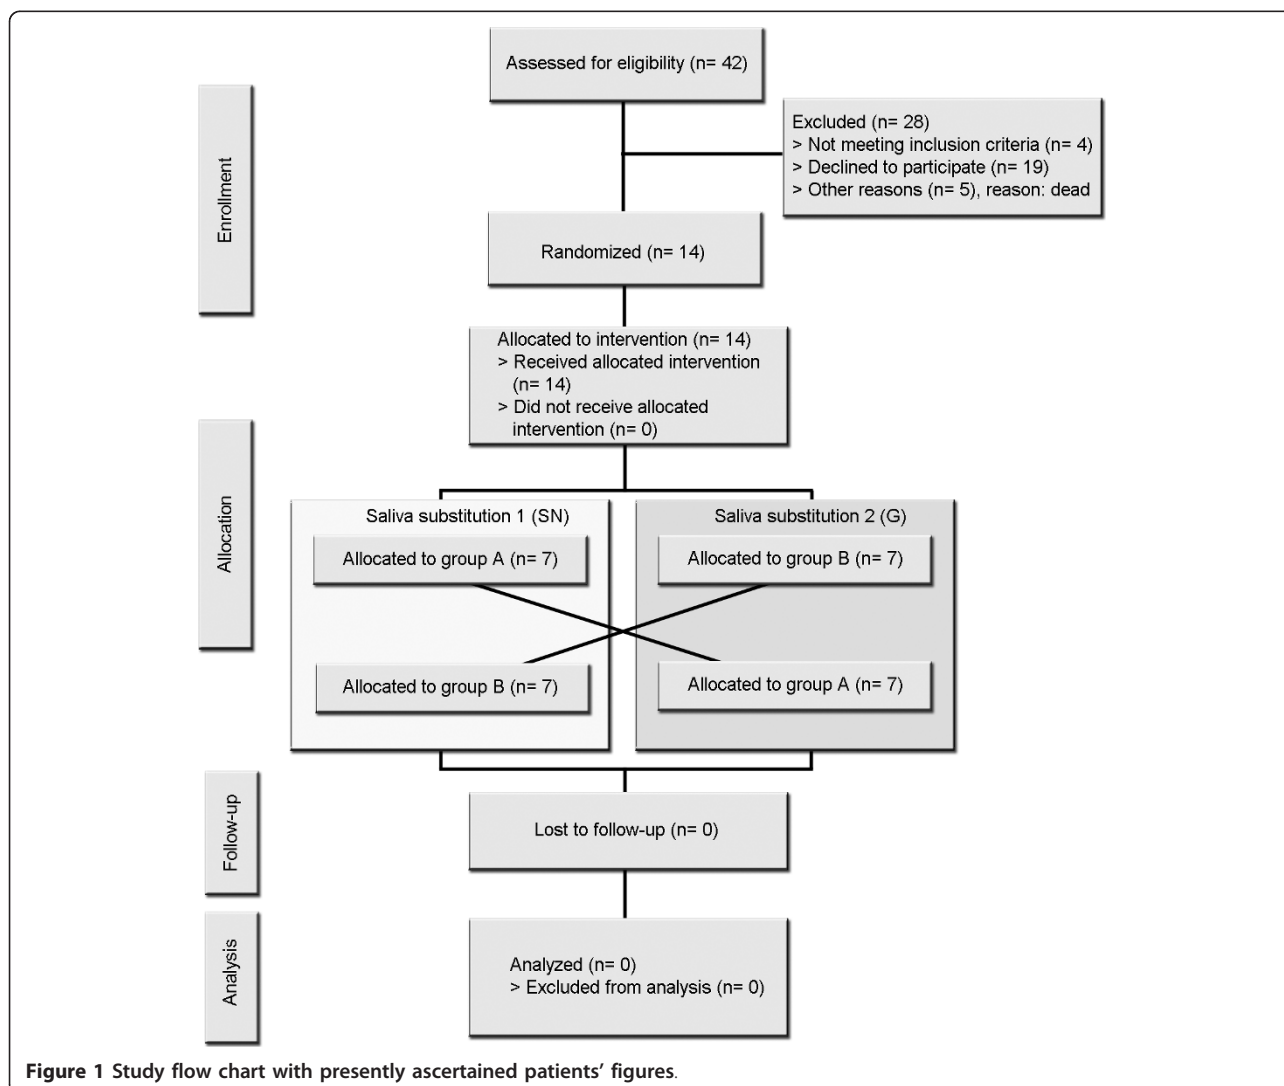 Assessed for eligibility (n= 42)
Excluded (n= 28)
> Not meeting inclusion criteria (n= 4)
> Declined to participate (n= 19)
> Other reasons (n= 5), reason: dead
Enrollment
Randomized (n= 14)
Allocated to intervention (n= 14)
> Received allocated intervention
(n= 14)
> Did not receive allocated
intervention (n= 0)
Allocation
Saliva substitution 1 (SN)
Allocated to group A (n= 7)
Allocated to group B (n= 7)
Saliva substitution 2 (G)
Allocated to group B (n= 7)
Allocated to group A (n= 7)
Follow-up
Lost to follow-up (n= 0)
Analysis
Analyzed (n= 0)
> Excluded from analysis (n= 0)
Figure 1 Study flow chart with presently ascertained patients’ figures.